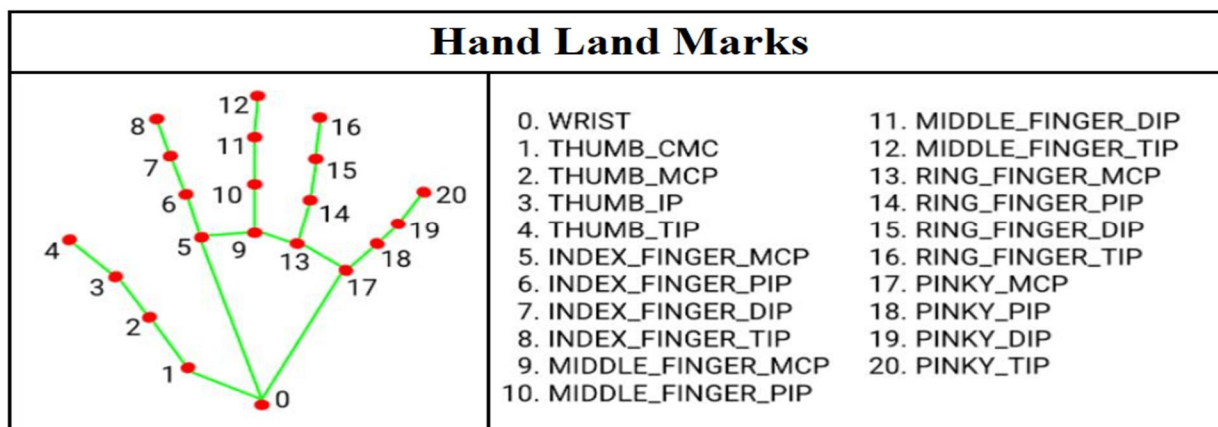 Hand Land Marks
12
8
16
11
7
15
10
20
6
14
19
4
5
9
13
18
3
17
2
1
0
0. WRIST
1. THUMB_CMC
2. THUMB_MCP
3. THUMB_IP
4. THUMB_TIP
5. INDEX_FINGER_MCP
6. INDEX_FINGER_PIP
7. INDEX_FINGER_DIP
8. INDEX_FINGER_TIP
9. MIDDLE_FINGER_MCP
10. MIDDLE_FINGER_PIP
11. MIDDLE_FINGER_DIP
12. MIDDLE_FINGER_TIP
13. RING_FINGER_MCP
14. RING_FINGER_PIP
15. RING_FINGER_DIP
16. RING_FINGER_TIP
17. PINKY_MCP
18. PINKY_PIP
19. PINKY_DIP
20. PINKY_TIP